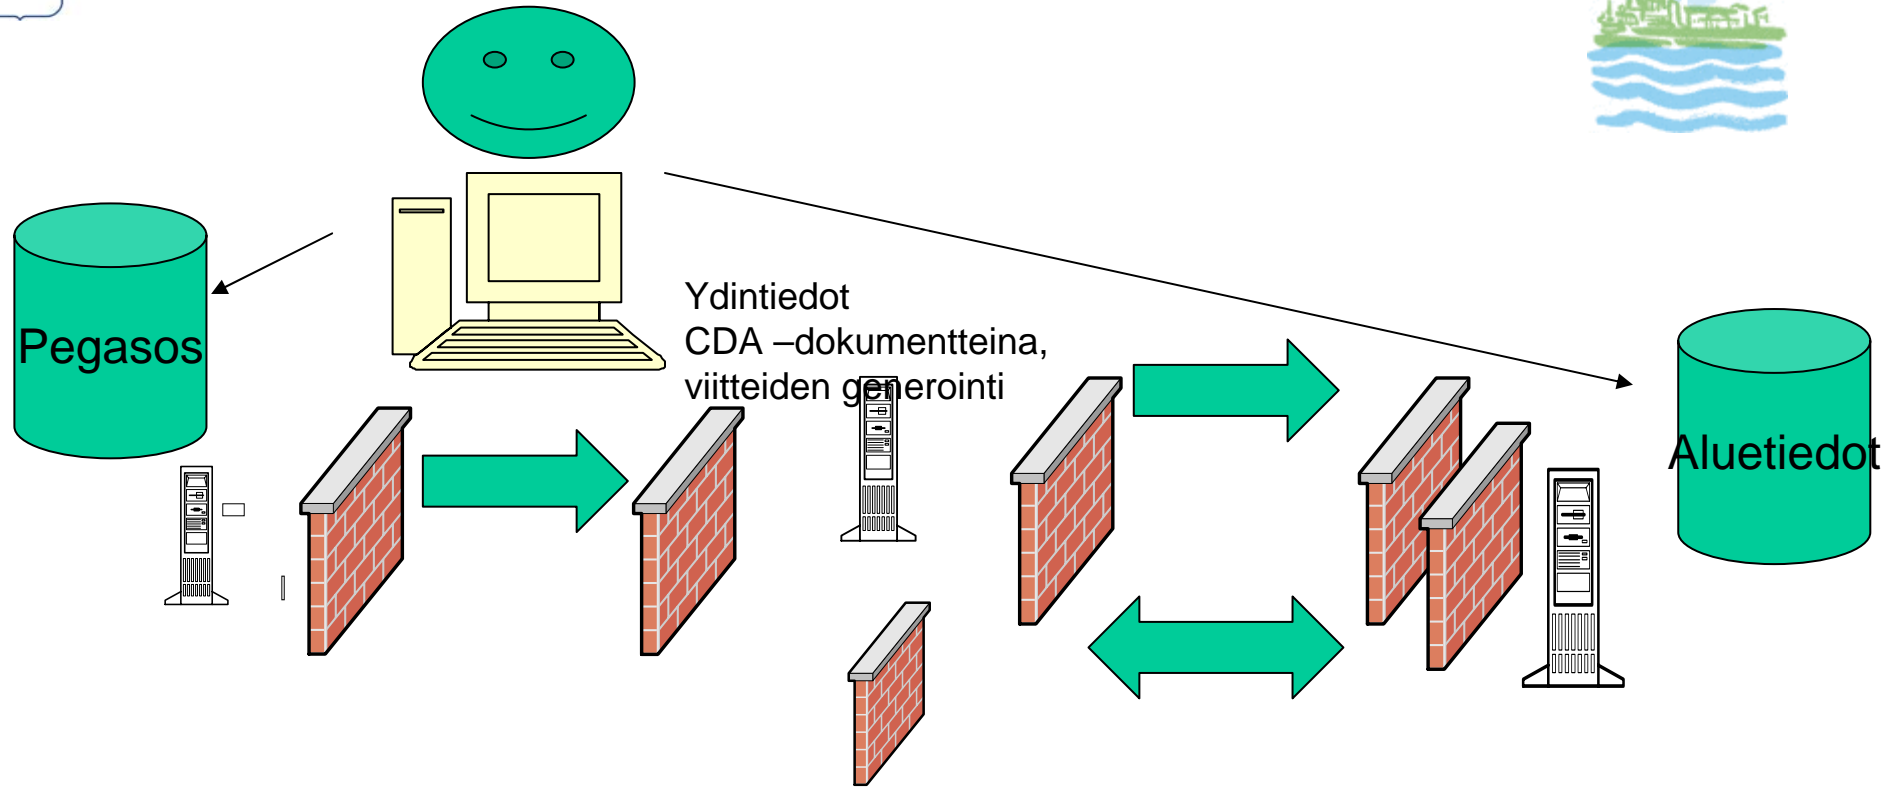 Pegasos
Ydintiedot
CDA –dokumentteina,
viitteiden generointi
Aluetiedot